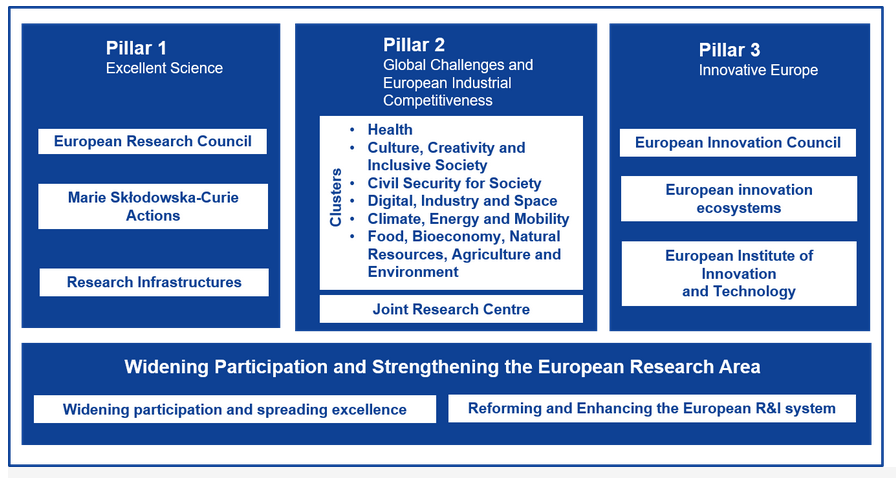 Pillar 1
Excellent Science
European Research Council
Marie Skłodowska-Curie
Actions
Research Infrastructures
Pillar 2
Global Challenges and
European Industrial
Competitiveness
Clusters
• Health
• Culture, Creativity and
Inclusive Society
• Civil Security for Society
• Digital, Industry and Space
• Climate, Energy and Mobility
• Food, Bioeconomy, Natural
Resources, Agriculture and
Environment
Joint Research Centre
Pillar 3
Innovative Europe
European Innovation Council
European innovation
ecosystems
European Institute of
Innovation
and Technology
Widening Participation and Strengthening the European Research Area
Widening participation and spreading excellence
Reforming and Enhancing the European R&I system